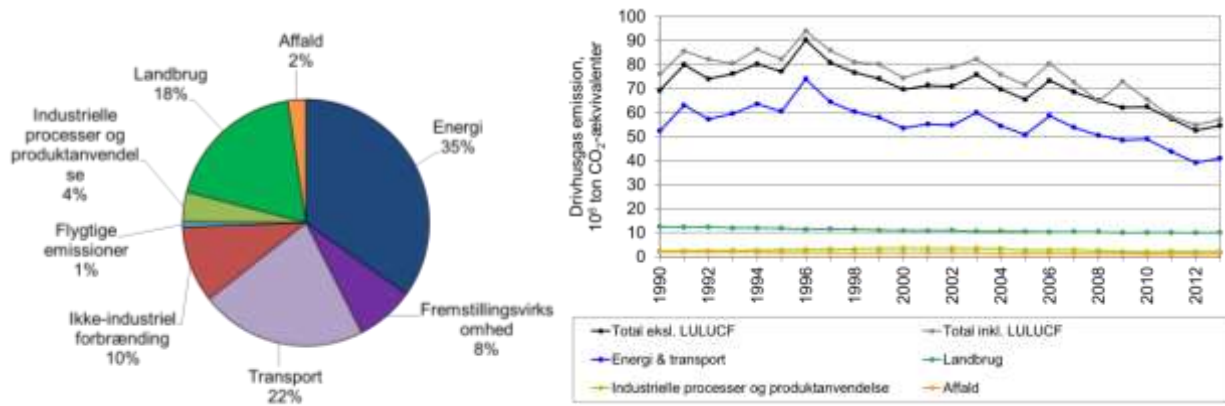 Affald
2%
Landbrug
18%
Industrielle
processer og
produktanvendel
se
4%
Flygtige
emissioner
1%
Ikke-industriel
forbrænding
10%
Transport
22%
Fremstillingsvirks
omhed
8%
Energi
35%
Drivhusgas emission,
10⁶ ton CO₂-ækvivalenter
100
90
80
70
60
50
40
30
20
10
0
1990
1992
1994
1996
1998
2000
2002
2004
2006
2008
2010
2012
Total eksl. LULUCF
Total inkl. LULUCF
Energi & transport
Landbrug
Industrielle processer og produktanvendelse
Affald